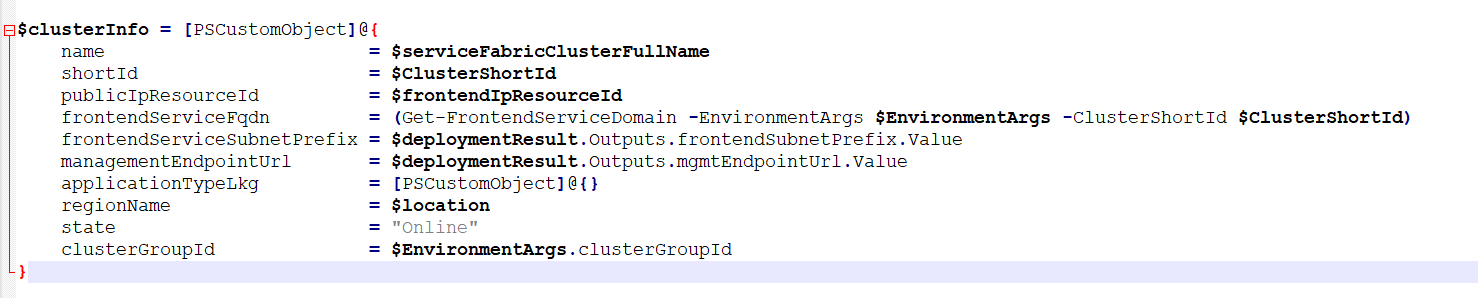 $clusterInfo = [PSCustomObject]@{
    name                        = $serviceFabricClusterFullName
    shortId                     = $ClusterShortId
    publicIpResourceId          = $frontendIpResourceId
    frontendServiceFqdn         = (Get-FrontendServiceDomain -EnvironmentArgs $EnvironmentArgs -ClusterShortId $ClusterShortId)
    frontendServiceSubnetPrefix = $deploymentResult.Outputs.frontendSubnetPrefix.Value
    managementEndpointUrl       = $deploymentResult.Outputs.mgmtEndpointUrl.Value
    applicationTypeLkg          = [PSCustomObject]@{}
    regionName                  = $location
    state                       = "Online"
    clusterGroupId              = $EnvironmentArgs.clusterGroupId
}